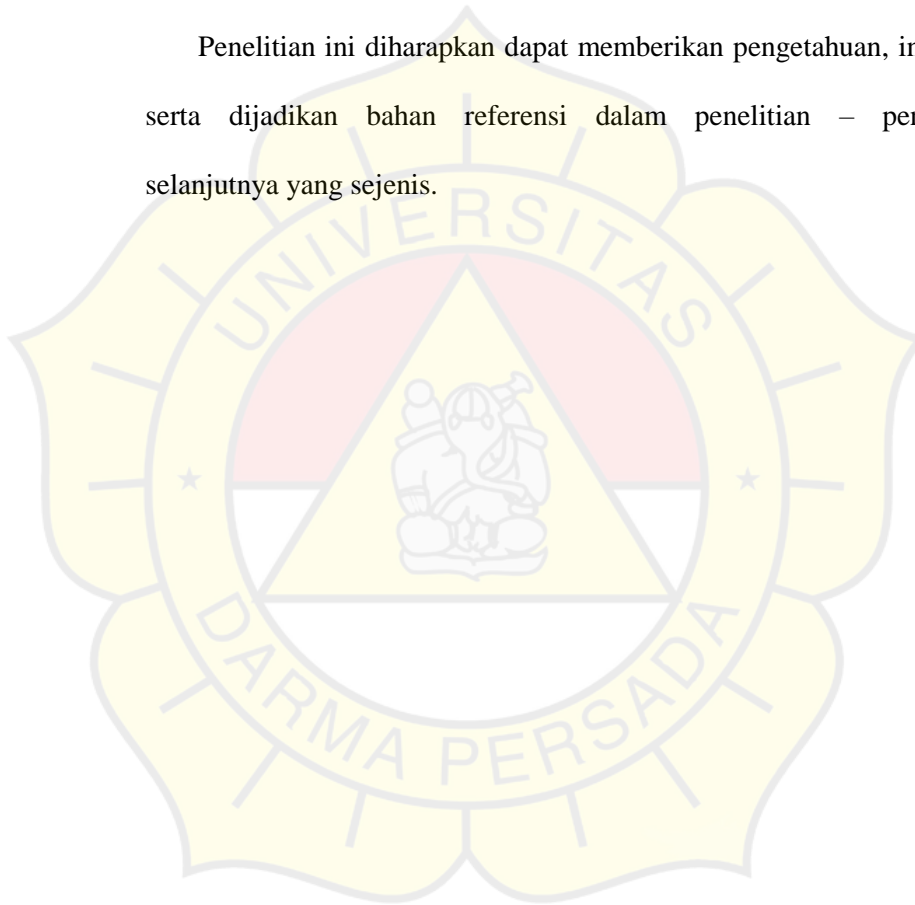 Penelitian ini diharapkan dapat memberikan pengetahuan,
serta dijadikan bahan referensi dalam penelitian –
selanjutnya yang sejenis.
UNIVERSITAS
DARMA PERSADA